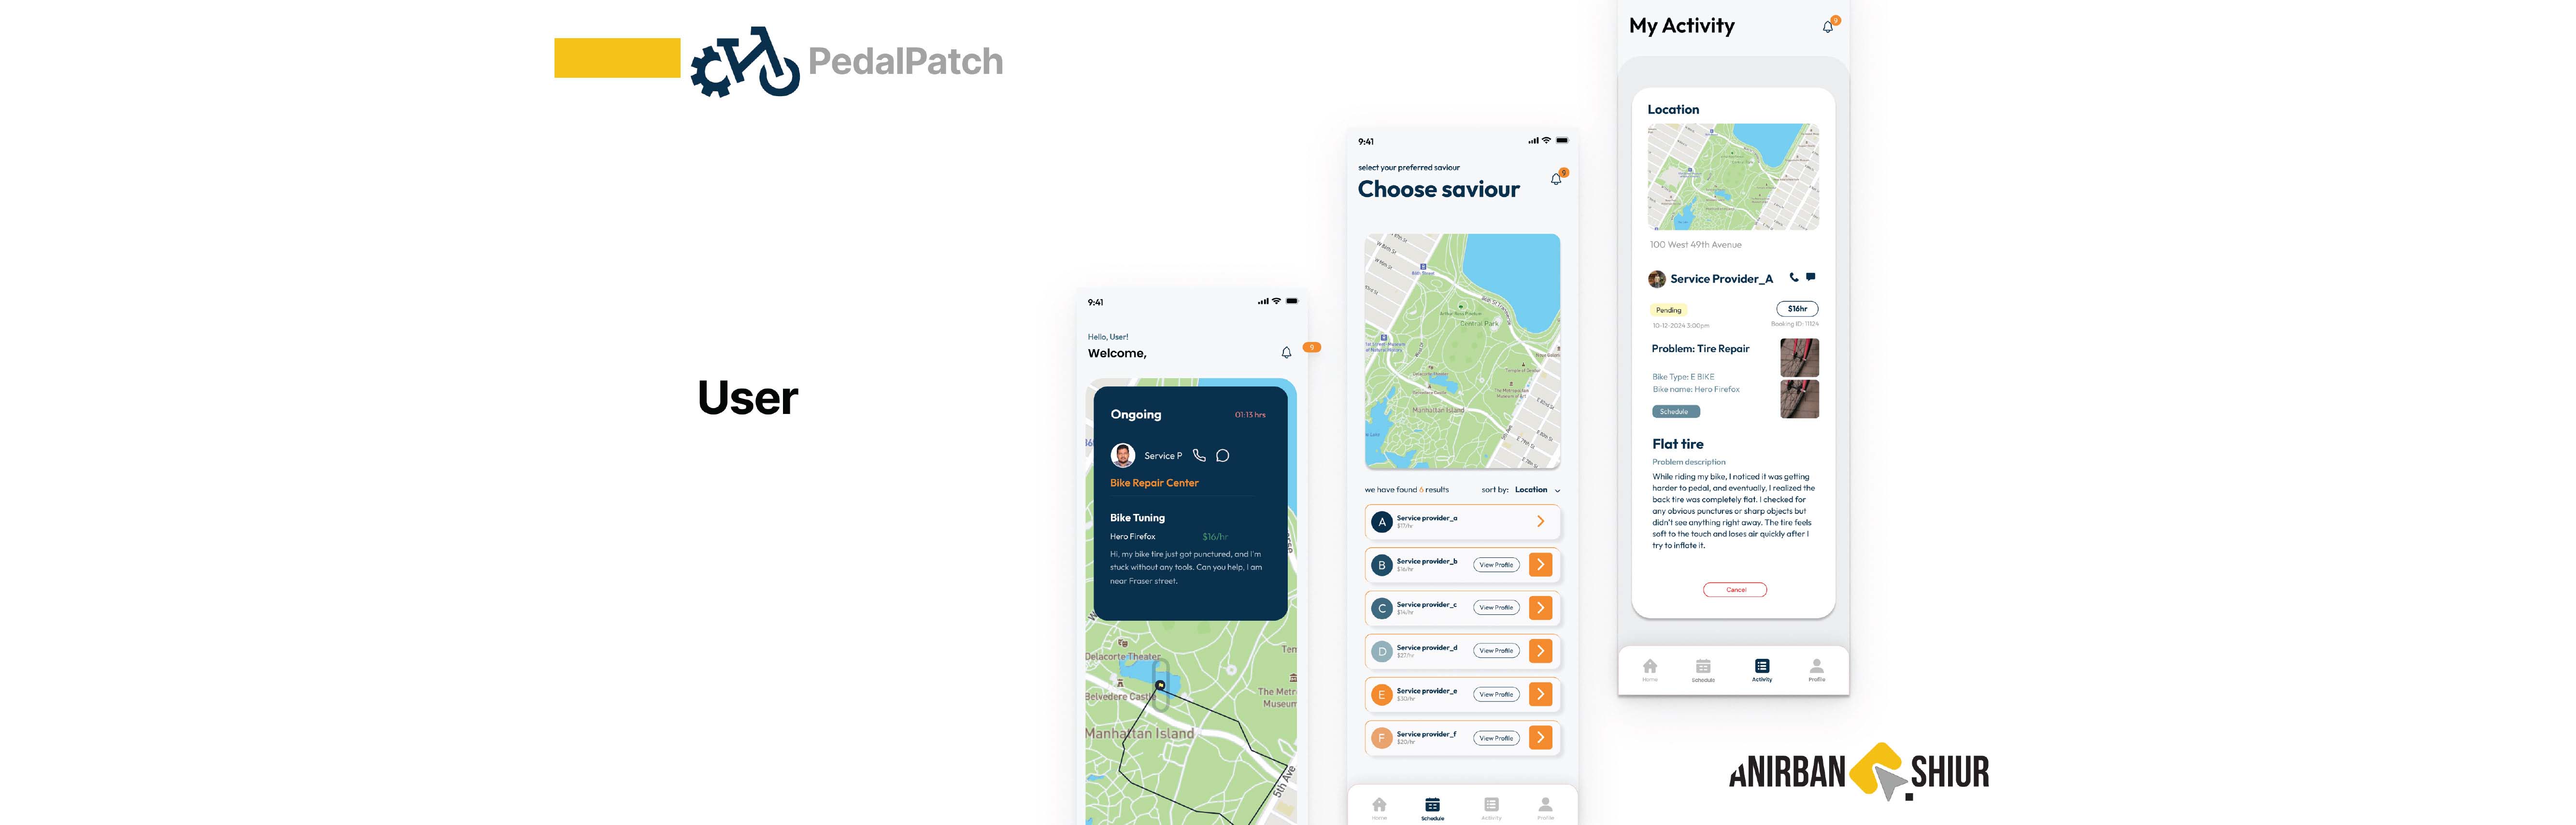 PedalPatch
User
9:41
Hello, User!
Welcome,
9
Ongoing
01:13 hrs
Service P
Bike Repair Center
Bike Tuning
Hero Firefox
$16/hr
Hi, my bike tire just got punctured, and I'm
stuck without any tools. Can you help, I am
near Fraser street.
Delacorte Theater
Belvedere Castle
The Metr
Museum
Manhattan Island
5th Ave
9:41
select your preferred saviour
Choose saviour
9
Central Park
Manhattan Island
we have found 6 results
sort by: Location
A
Service provider_a
$17/hr
B
Service provider_b
$16/hr
View Profile
C
Service provider_c
$14/hr
View Profile
D
Service provider_d
$27/hr
View Profile
E
Service provider_e
$30/hr
View Profile
F
Service provider_f
$20/hr
View Profile
Home
Schedule
Activity
Profile
My Activity
9
Location
100 West 49th Avenue
Service Provider_A
Pending
$16hr
10-12-2024 3:00pm
Booking ID: 11124
Problem: Tire Repair
Bike Type: E BIKE
Bike name: Hero Firefox
Schedule
Flat tire
Problem description
While riding my bike, I noticed it was getting
harder to pedal, and eventually, I realized the
back tire was completely flat. I checked for
any obvious punctures or sharp objects but
didn't see anything right away. The tire feels
soft to the touch and loses air quickly after I
try to inflate it.
Cancel
Home
Schedule
Activity
Profile
ANIRBAN SHIUR